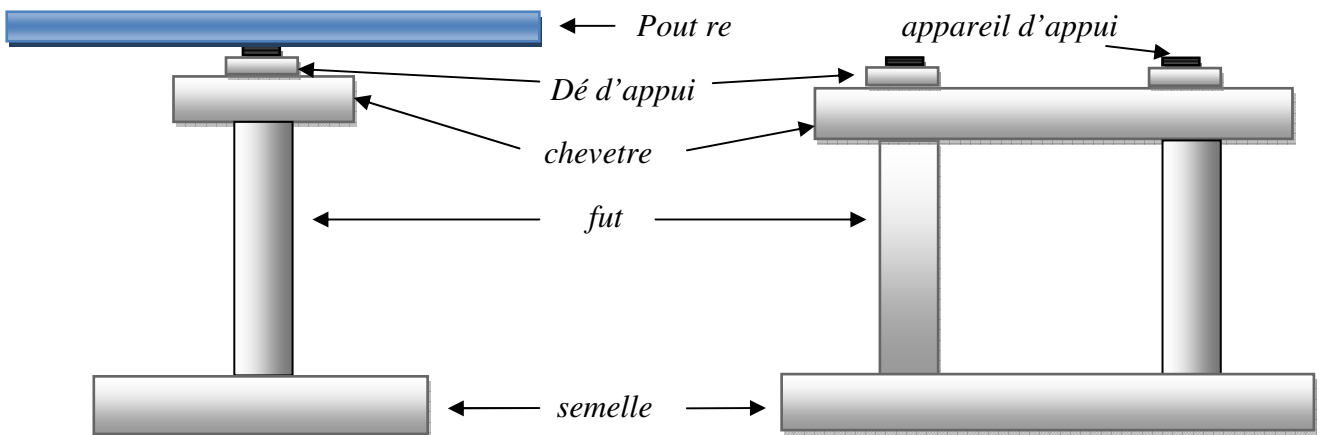 Pout re
appareil d'appui
Dé d'appui
chevetre
fut
semelle